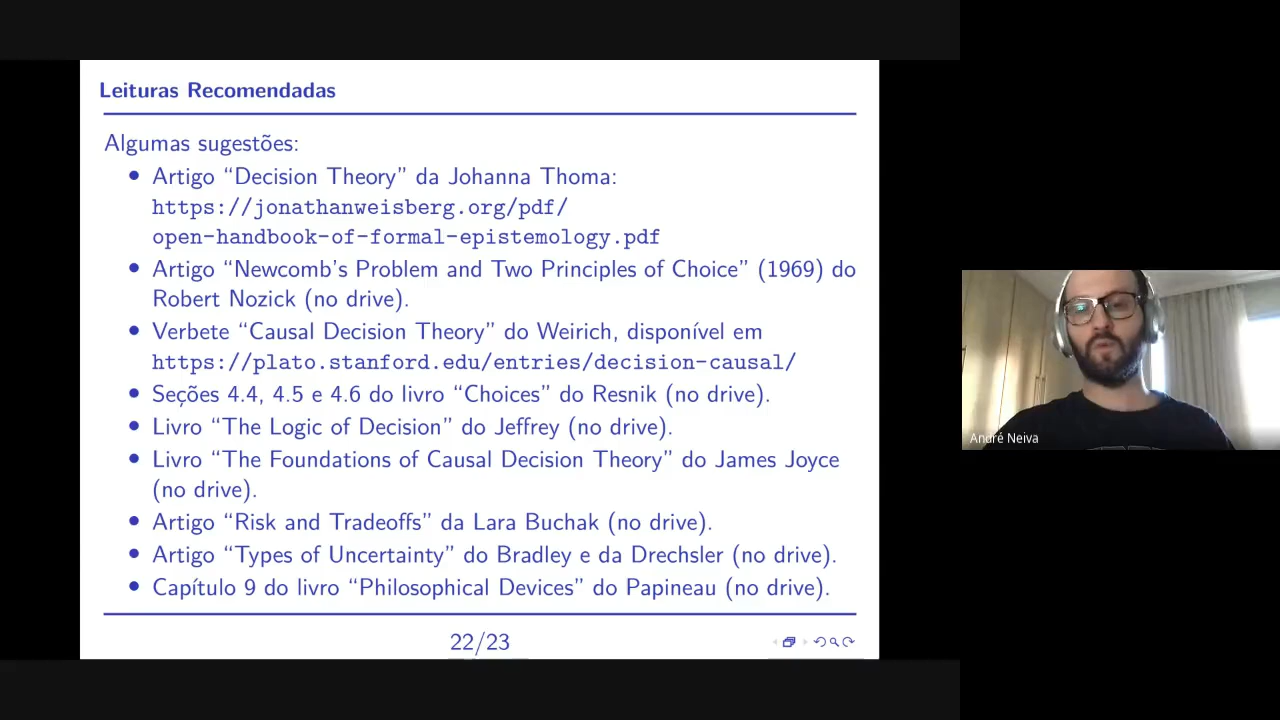 Leituras Recomendadas
Algumas sugestões:
• Artigo “Decision Theory” da Johanna Thoma:
https://jonathanweisberg.org/pdf/
open-handbook-of-formal-epistemology.pdf
• Artigo “Newcomb's Problem and Two Principles of Choice” (1969) do
Robert Nozick (no drive).
• Verbete “Causal Decision Theory” do Weirich, disponível em
https://plato.stanford.edu/entries/decision-causal/
• Seções 4.4, 4.5 e 4.6 do livro “Choices” do Resnik (no drive).
• Livro “The Logic of Decision” do Jeffrey (no drive).
• Livro “The Foundations of Causal Decision Theory” do James Joyce
(no drive).
• Artigo “Risk and Tradeoffs” da Lara Buchak (no drive).
• Artigo “Types of Uncertainty” do Bradley e da Drechsler (no drive).
• Capítulo 9 do livro “Philosophical Devices” do Papineau (no drive).
22/23
André Neiva